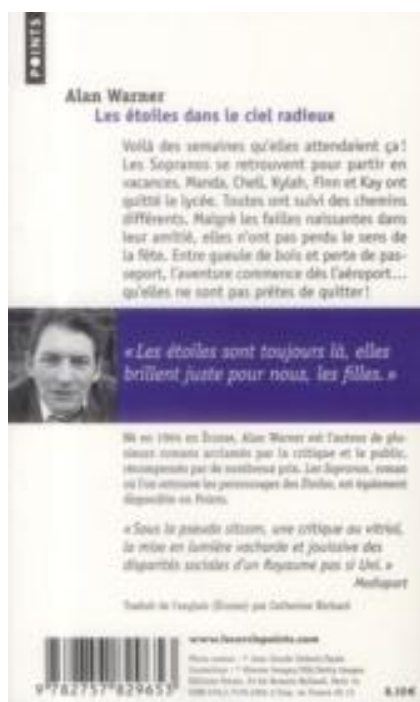 POINTS
Alan Warner
Les étoiles dans le ciel radieux
Voilà des semaines qu'elles attendaient ça !
Les Sopranos se retrouvent pour partir en
vacances. Manda, Chell, Kylah, Finn et Kay ont
quitté le lycée. Toutes ont suivi des chemins
différents. Malgré les failles naissantes dans
leur amitié, elles n'ont pas perdu le sens de
la fête. Entre gueule de bois et perte de pas-
seport, l'aventure commence dès l'aéroport...
qu'elles ne sont pas prêtes de quitter !
« Les étoiles sont toujours là, elles
brillent juste pour nous, les filles. »
Né en 1964 en Écosse, Alan Warner est l'auteur de plu-
sieurs romans acclamés par la critique et le public,
récompensés par de nombreux prix. Les Sopranos, roman
où l'on retrouve les personnages des Étoiles, est également
disponible en Points.
« Sous la pseudo sitcom, une critique au vitriol,
la mise en lumière vacharde et jouissive des
disparités sociales d'un Royaume pas si Uni. »
Mediapart
Traduit de l'anglais (Écosse) par Catherine Richard
www.lecerclepoints.com
9 782757 829653
8.10€